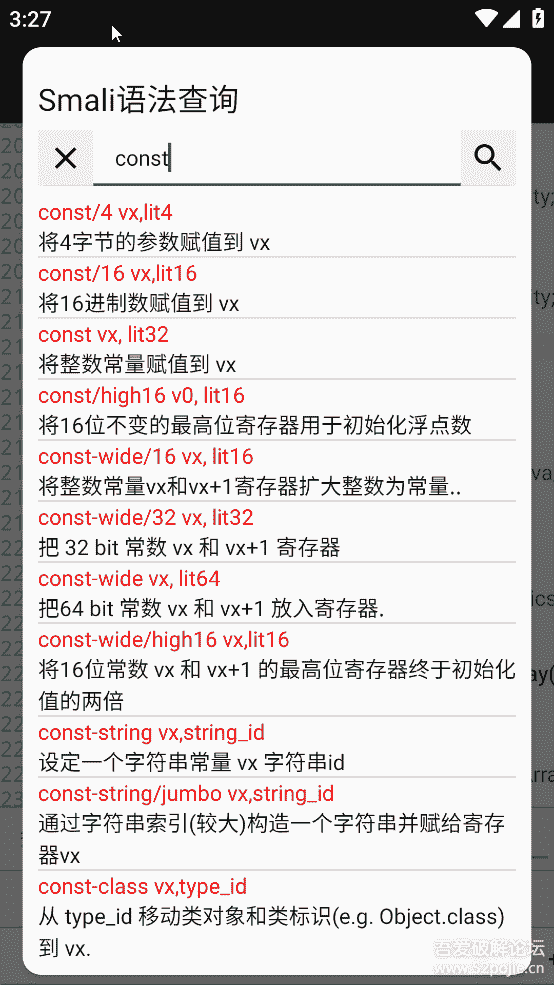 3:27
Smali语法查询
const
const/4 vx,lit4
将4字节的参数赋值到 vx
const/16 vx,lit16
将16进制数赋值到 vx
const vx, lit32
将整数常量赋值到 vx
const/high16 v0, lit16
将16位不变的最高位寄存器用于初始化浮点数
const-wide/16 vx, lit16
将整数常量vx和vx+1寄存器扩大整数为常量..
const-wide/32 vx, lit32
把 32 bit 常数 vx 和 vx+1 寄存器
const-wide vx, lit64
把64 bit 常数 vx 和 vx+1 放入寄存器.
const-wide/high16 vx,lit16
将16位常数 vx 和 vx+1 的最高位寄存器终于初始化
值的两倍
const-string vx,string_id
设定一个字符串常量 vx 字符串id
const-string/jumbo vx,string_id
通过字符串索引(较大)构造一个字符串并赋给寄存
器vx
const-class vx,type_id
从 type_id 移动类对象和类标识(e.g. Object.class)
到 vx.
吾爱破解论坛
www.52pojie.cn